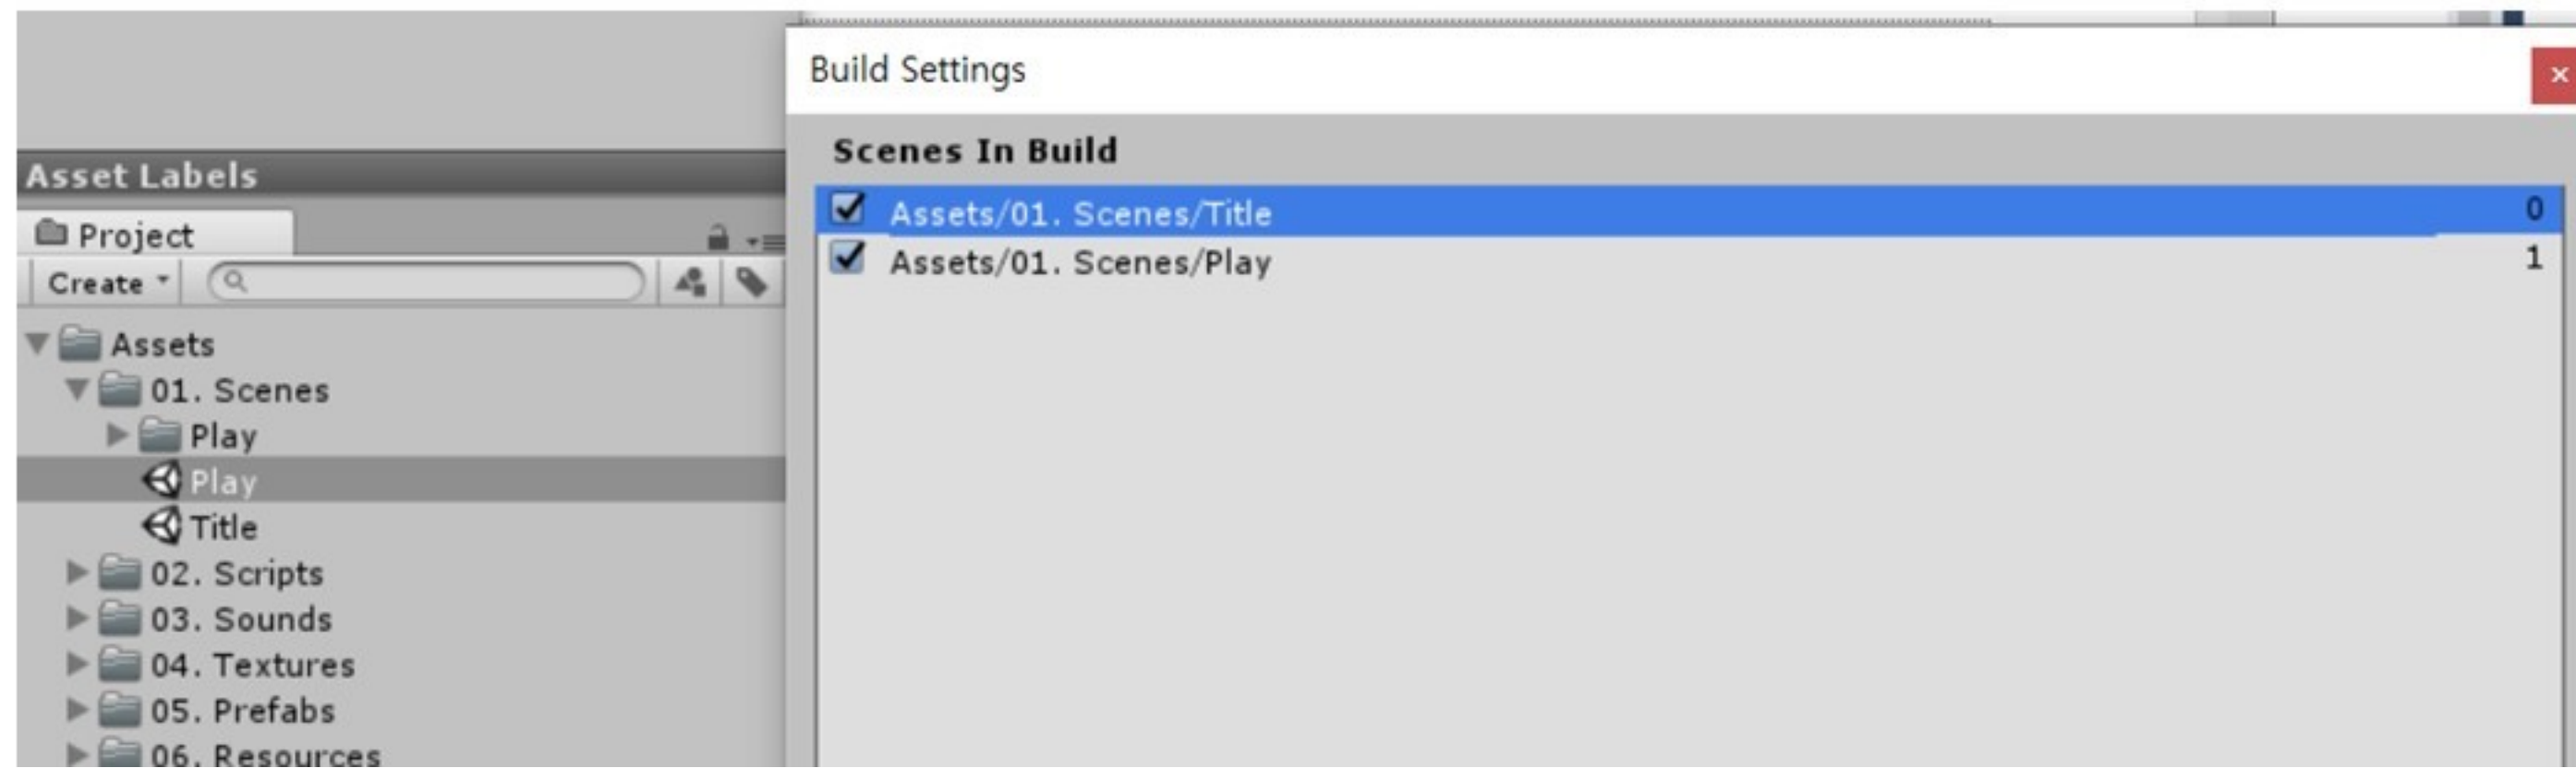 Build Settings
Scenes In Build
Assets/01. Scenes/Title 0
Assets/01. Scenes/Play 1
Asset Labels
Project
Create
Assets
01. Scenes
Play
Play
Title
02. Scripts
03. Sounds
04. Textures
05. Prefabs
06. Resources